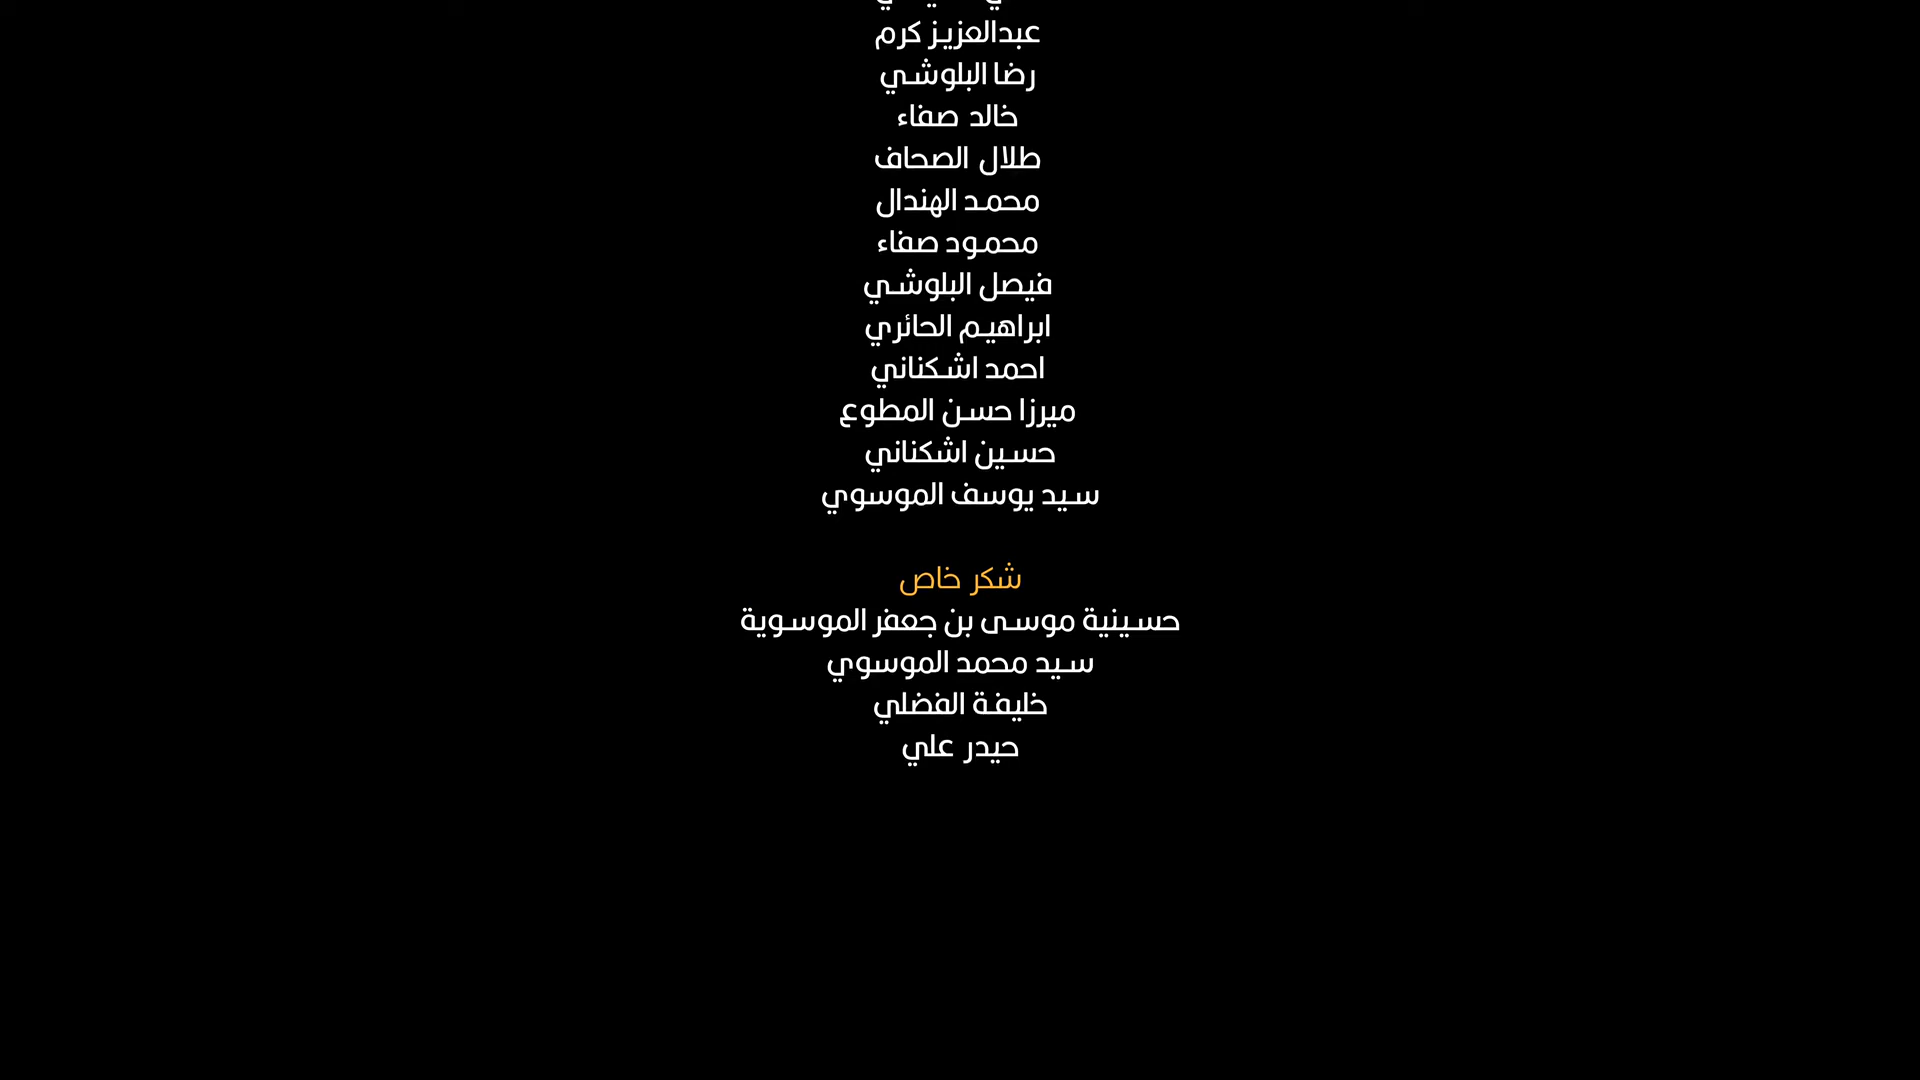 عبدالعزيز كرم
رضا البلوشي
خالد صفاء
طلال الصحاف
محمد الهندال
محمود صفاء
فيصل البلوشي
ابراهيم الحائري
احمد اشكناني
ميرزا حسن المطوع
حسين اشكناني
سيد يوسف الموسوي
شكر خاص
حسينية موسى بن جعفر الموسوية
سيد محمد الموسوي
خليفة الفضلي
حيدر علي